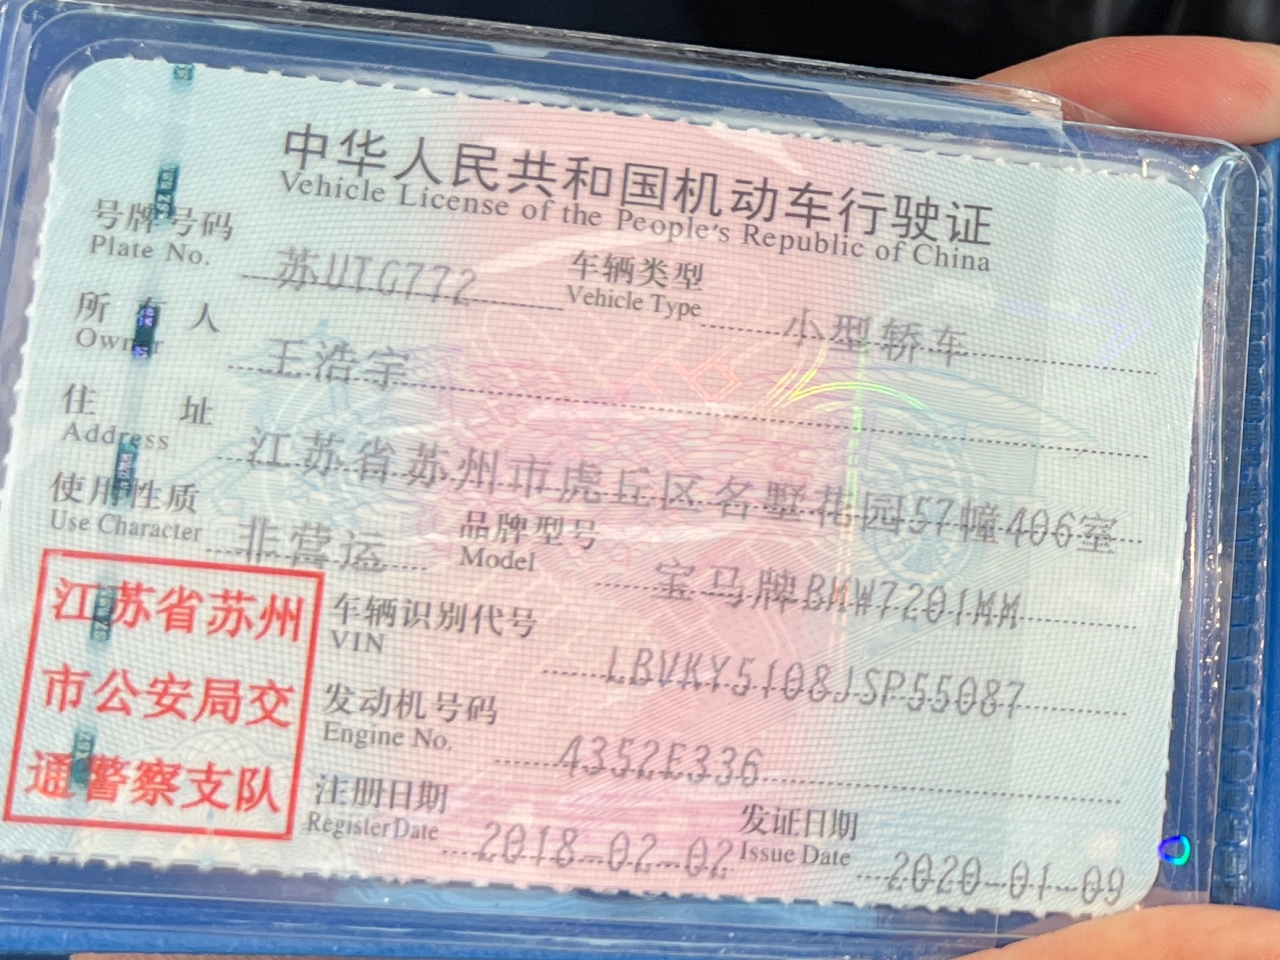 中华人民共和国机动车行驶证
Vehicle License of the People's Republic of China
号牌号码 苏UTG772 车辆类型 小型轿车
Plate No. Vehicle Type
所有人 王浩宇
Owner
住址 江苏省苏州市虎丘区名墅花园57幢406室
Address
使用性质 非营运 品牌型号 宝马牌BMW7201MM
Use Character Model
江苏省苏州
市公安局交
通警察支队
车辆识别代号 LBVKY5108JSP55087
VIN
发动机号码 4352E336
Engine No.
注册日期 2018-02-02 发证日期 2020-01-09
Register Date Issue Date